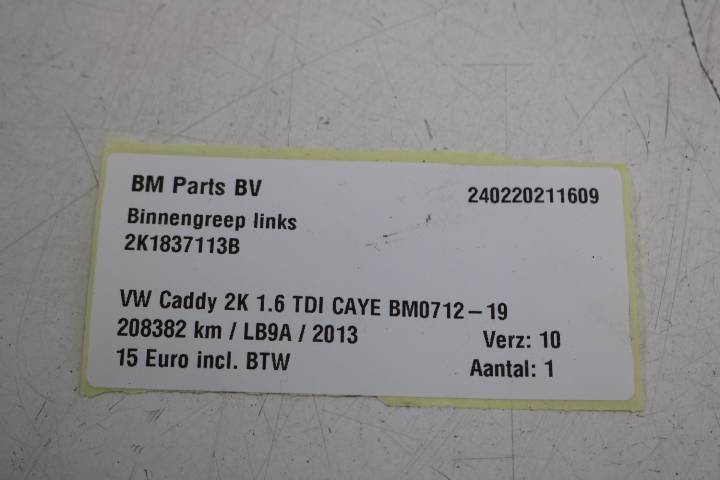 BM Parts BV 240220211609
Binnengreep links
2K1837113B
VW Caddy 2K 1.6 TDI CAYE BM0712-19
208382 km / LB9A / 2013 Verz: 10
15 Euro incl. BTW Aantal: 1